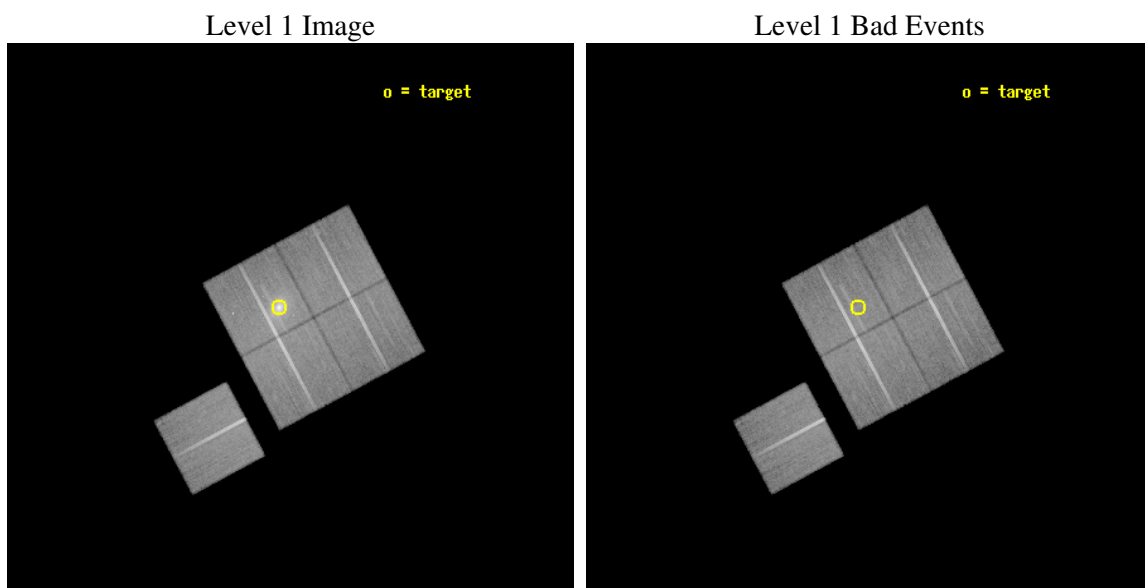 Level 1 Image
Level 1 Bad Events
o = target
o = target